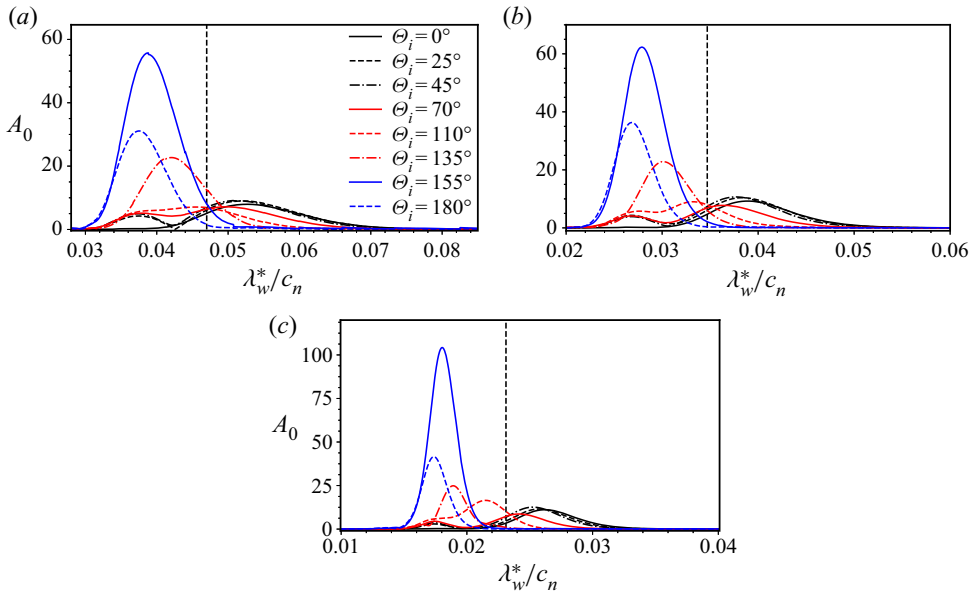 (a)
60
40
20
0
A₀
0.03 0.04 0.05 0.06 0.07 0.08
λ*w/cn
Θi = 0°
Θi = 25°
Θi = 45°
Θi = 70°
Θi = 110°
Θi = 135°
Θi = 155°
Θi = 180°
(b)
60
40
20
0
0.02 0.03 0.04 0.05 0.06
λ*w/cn
(c)
100
75
50
25
0
A₀
0.01 0.02 0.03 0.04
λ*w/cn